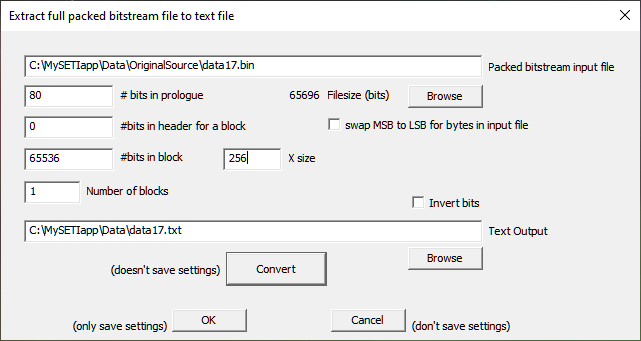 Extract full packed bitstream file to text file
C:\MySETIapp\Data\OriginalSource\data17.bin Packed bitstream input file
80 # bits in prologue 65696 Filesize (bits) Browse
0 #bits in header for a block swap MSB to LSB for bytes in input file
65536 #bits in block 256 X size
1 Number of blocks
Invert bits
C:\MySETIapp\Data\data17.txt Text Output
Browse
(doesn't save settings) Convert
(only save settings) OK Cancel (don't save settings)